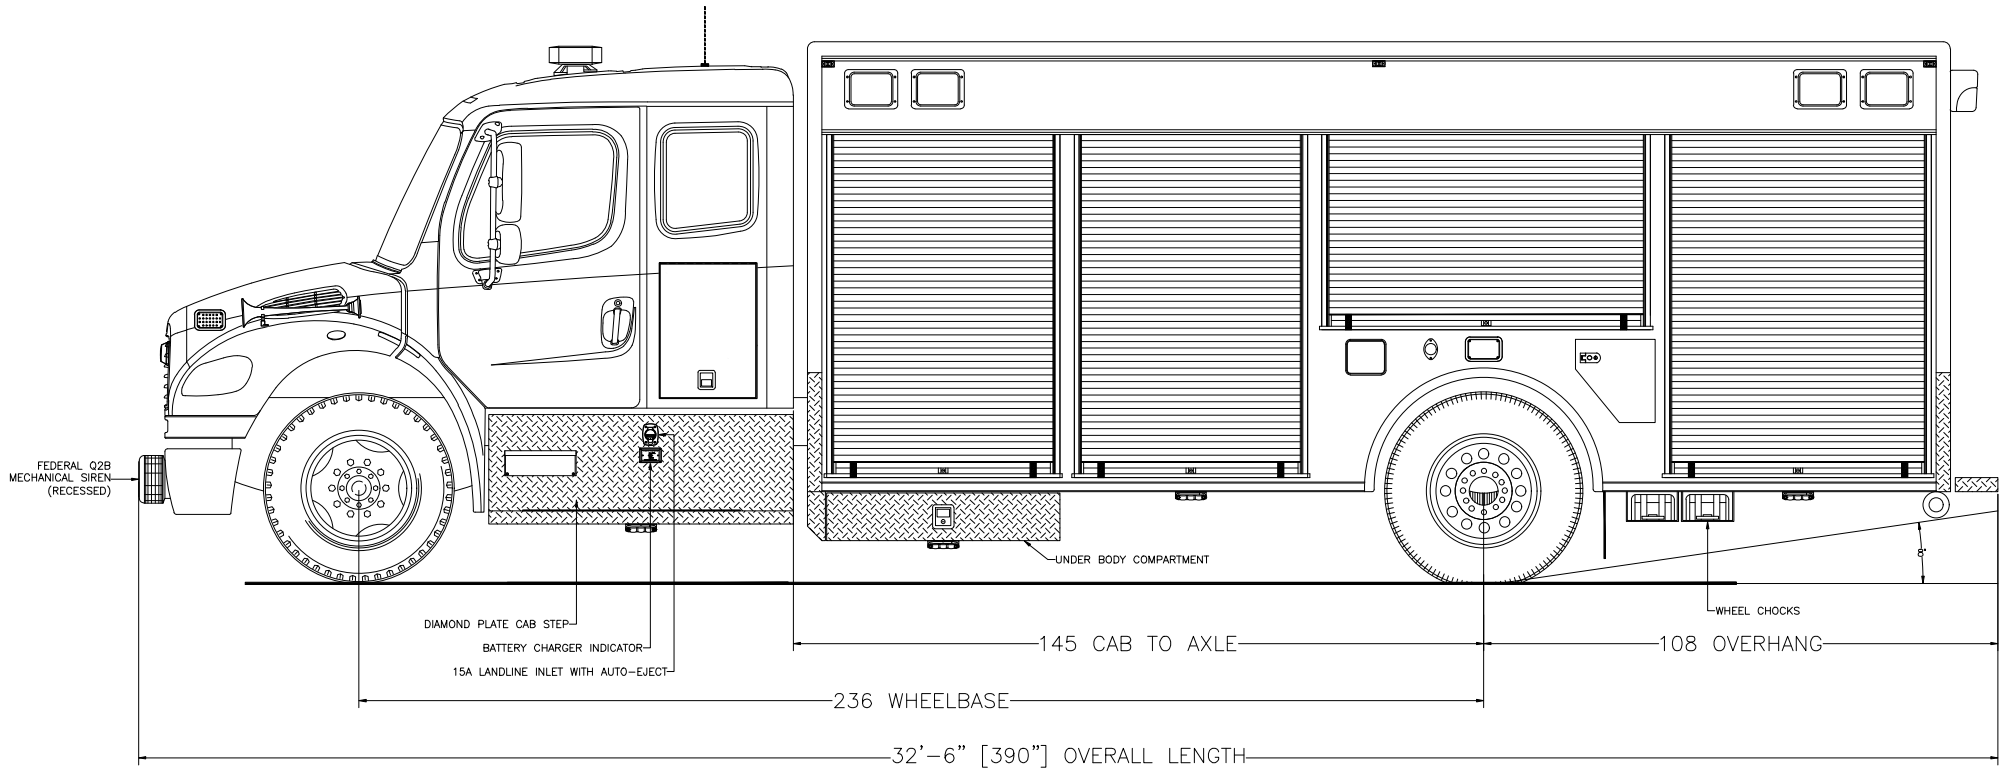 FEDERAL Q2B
MECHANICAL SIREN
(RECESSED)
8°
UNDER BODY COMPARTMENT
WHEEL CHOCKS
DIAMOND PLATE CAB STEP
BATTERY CHARGER INDICATOR
15A LANDLINE INLET WITH AUTO-EJECT
145 CAB TO AXLE
108 OVERHANG
236 WHEELBASE
32'-6" [390"] OVERALL LENGTH